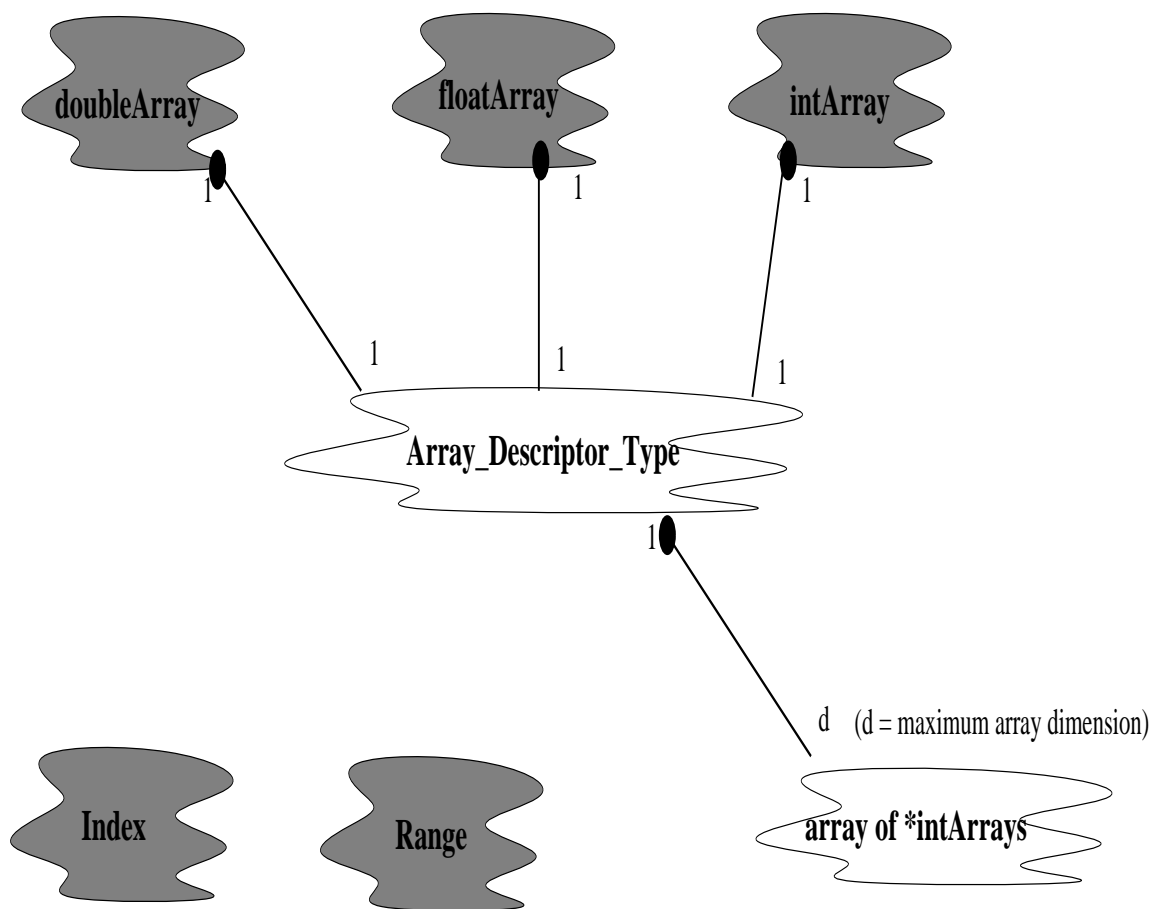 doubleArray
floatArray
intArray
1
1
1
1
1
1
Array_Descriptor_Type
1
d (d = maximum array dimension)
Index
Range
array of *intArrays